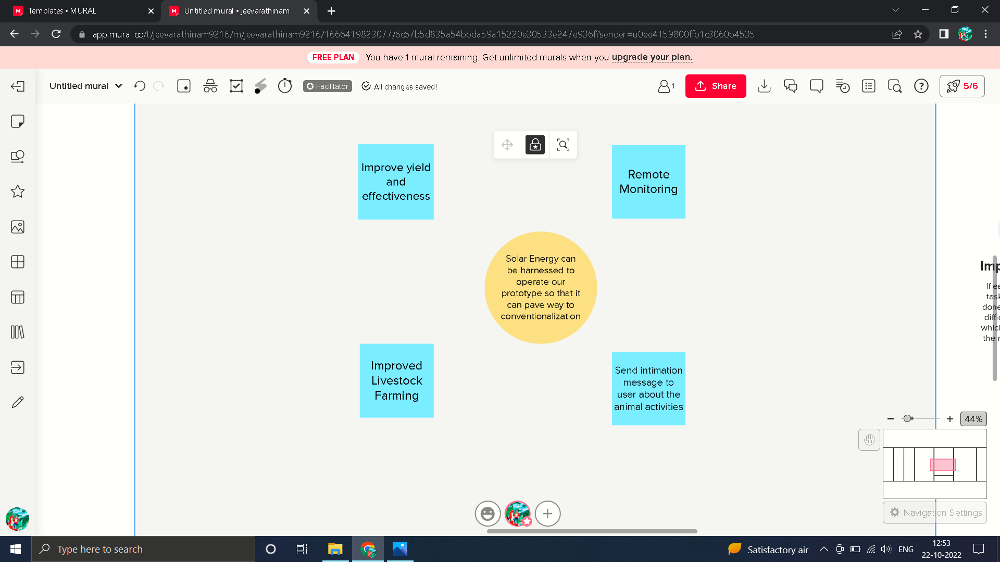 Templates • MURAL
Untitled mural • jeevarathinam
app.mural.co/t/jeevarathinam9216/m/jeevarathinam9216/1666419823077/6c67b5d835a54bbda59a15220e30533e247e936f?sender=u0ee4159800ffb1c3060b4535
FREE PLAN You have 1 mural remaining. Get unlimited murals when you upgrade your plan.
Untitled mural
Facilitator
All changes saved!
1
Share
5/6
Improve yield
and
effectiveness
Remote
Monitoring
Solar Energy can
be harnessed to
operate our
prototype so that it
can pave way to
conventionalization
Improved
Livestock
Farming
Send intimation
message to
user about the
animal activities
If ea
task
done
diffic
which
44%
Navigation Settings
Type here to search
Satisfactory air
ENG
12:53
22-10-2022